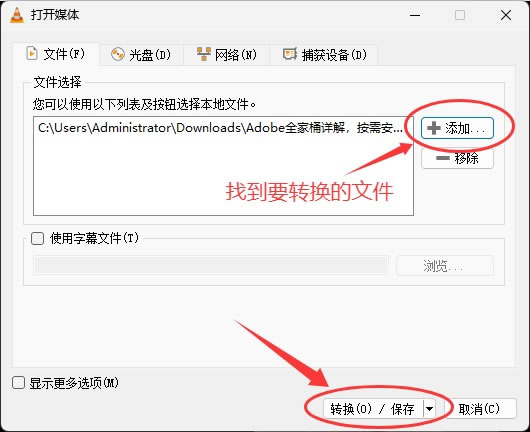 打开媒体
文件(F)
光盘(D)
网络(N)
捕获设备(D)
文件选择
您可以使用以下列表及按钮选择本地文件。
C:\Users\Administrator\Downloads\Adobe全家桶详解，按需安...
添加...
移除
找到要转换的文件
使用字幕文件(T)
浏览...
显示更多选项(M)
转换(O) / 保存
取消(C)